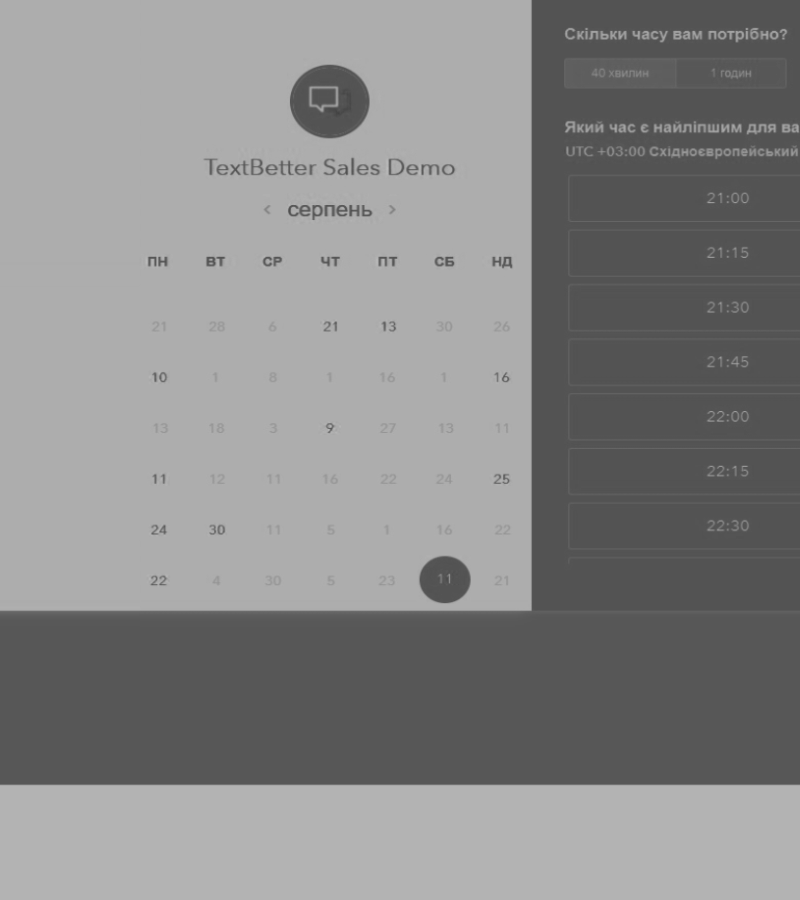 TextBetter Sales Demo
‹ серпень ›
ПН ВТ СР ЧТ ПТ СБ НД
21 28 6 21 13 30 26
10 1 8 1 16 1 16
13 18 3 9 27 13 11
11 12 11 16 22 24 25
24 30 11 5 1 16 22
22 4 30 5 23 11 21
Скільки часу вам потрібно?
40 хвилин 1 годин
Який час є найліпшим для ва
UTC +03:00 Східноєвропейський
21:00
21:15
21:30
21:45
22:00
22:15
22:30